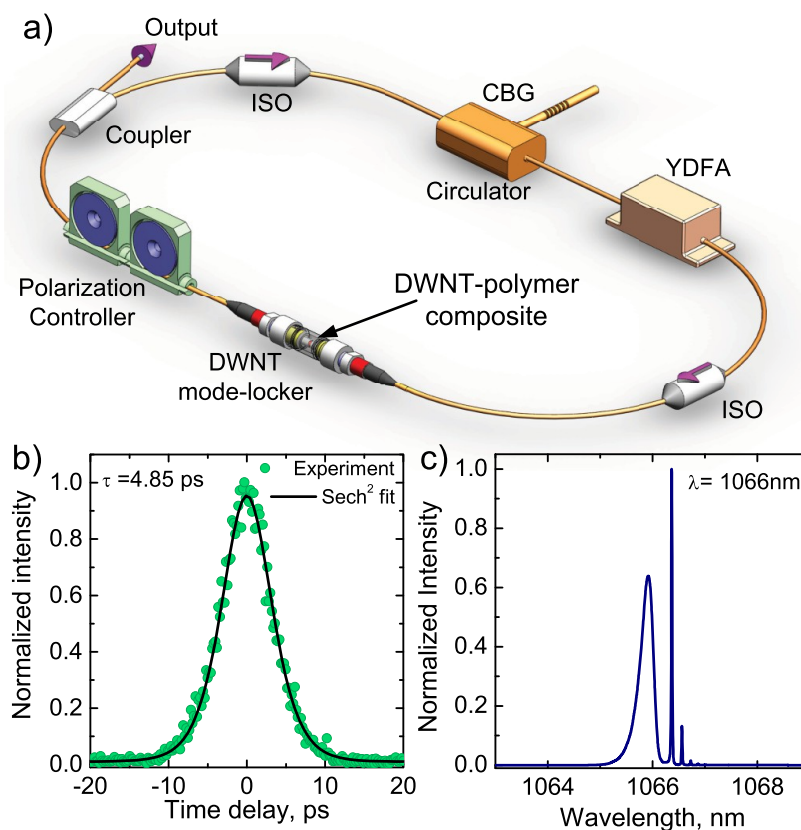 a)
Output
ISO
CBG
Coupler
Circulator
YDFA
Polarization
Controller
DWNT-polymer
composite
DWNT
mode-locker
ISO
b)
τ =4.85 ps
Experiment
Sech² fit
Normalized intensity
1.0
0.8
0.6
0.4
0.2
0.0
-20 -10 0 10 20
Time delay, ps
c)
λ= 1066nm
Normalized Intensity
1.0
0.8
0.6
0.4
0.2
0.0
1064 1066 1068
Wavelength, nm